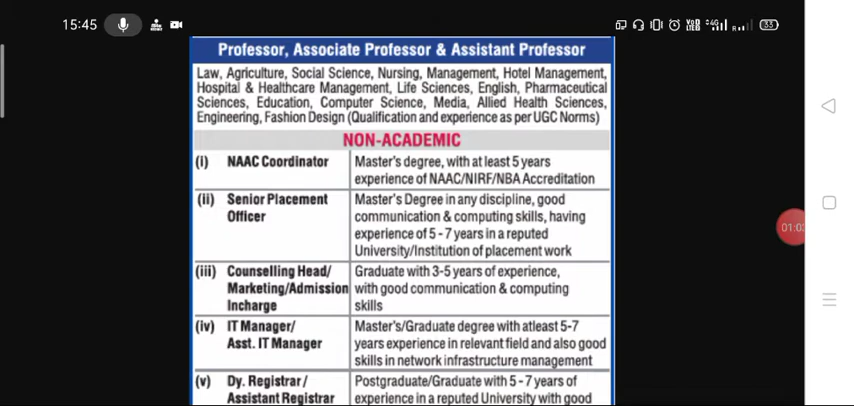 15:45
4G
33
Professor, Associate Professor & Assistant Professor
Law, Agriculture, Social Science, Nursing, Management, Hotel Management,
Hospital & Healthcare Management, Life Sciences, English, Pharmaceutical
Sciences, Education, Computer Science, Media, Allied Health Sciences,
Engineering, Fashion Design (Qualification and experience as per UGC Norms)
NON-ACADEMIC
(i) NAAC Coordinator
Master's degree, with at least 5 years
experience of NAAC/NIRF/NBA Accreditation
(ii) Senior Placement
Officer
Master's Degree in any discipline, good
communication & computing skills, having
experience of 5 - 7 years in a reputed
University/Institution of placement work
(iii) Counselling Head/
Marketing/Admission
Incharge
Graduate with 3-5 years of experience,
with good communication & computing
skills
(iv) IT Manager/
Asst. IT Manager
Master's/Graduate degree with atleast 5-7
years experience in relevant field and also good
skills in network infrastructure management
(v) Dy. Registrar /
Assistant Registrar
Postgraduate/Graduate with 5 - 7 years of
experience in a reputed University with good